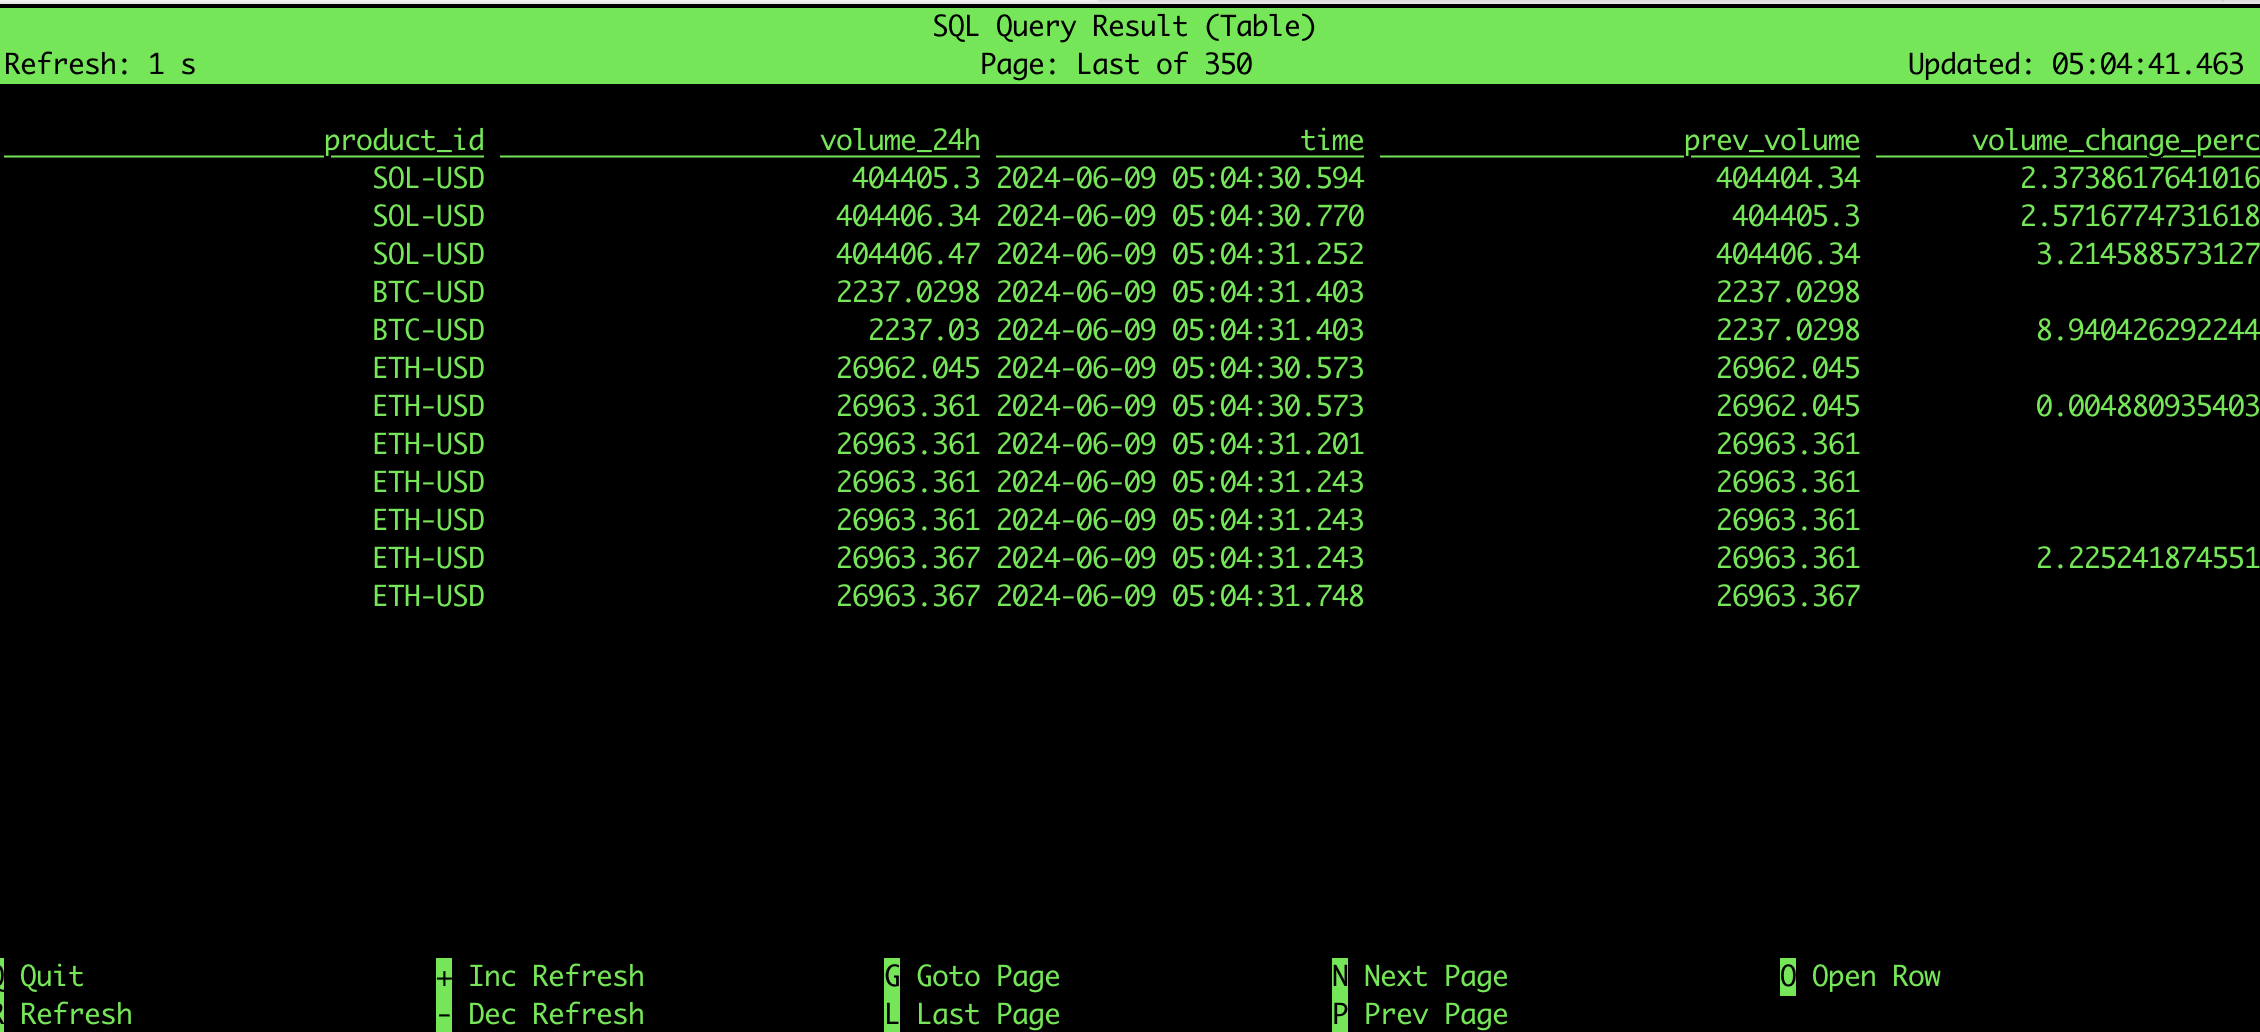 SQL Query Result (Table)
Refresh: 1 s Page: Last of 350 Updated: 05:04:41.463
product_id volume_24h time prev_volume volume_change_perc
SOL-USD 404405.3 2024-06-09 05:04:30.594 404404.34 2.3738617641016
SOL-USD 404406.34 2024-06-09 05:04:30.770 404405.3 2.5716774731618
SOL-USD 404406.47 2024-06-09 05:04:31.252 404406.34 3.214588573127
BTC-USD 2237.0298 2024-06-09 05:04:31.403 2237.0298
BTC-USD 2237.03 2024-06-09 05:04:31.403 2237.0298 8.940426292244
ETH-USD 26962.045 2024-06-09 05:04:30.573 26962.045
ETH-USD 26963.361 2024-06-09 05:04:30.573 26962.045 0.004880935403
ETH-USD 26963.361 2024-06-09 05:04:31.201 26963.361
ETH-USD 26963.361 2024-06-09 05:04:31.243 26963.361
ETH-USD 26963.361 2024-06-09 05:04:31.243 26963.361
ETH-USD 26963.367 2024-06-09 05:04:31.243 26963.361 2.225241874551
ETH-USD 26963.367 2024-06-09 05:04:31.748 26963.367
Q Quit + Inc Refresh G Goto Page N Next Page O Open Row
R Refresh - Dec Refresh L Last Page P Prev Page